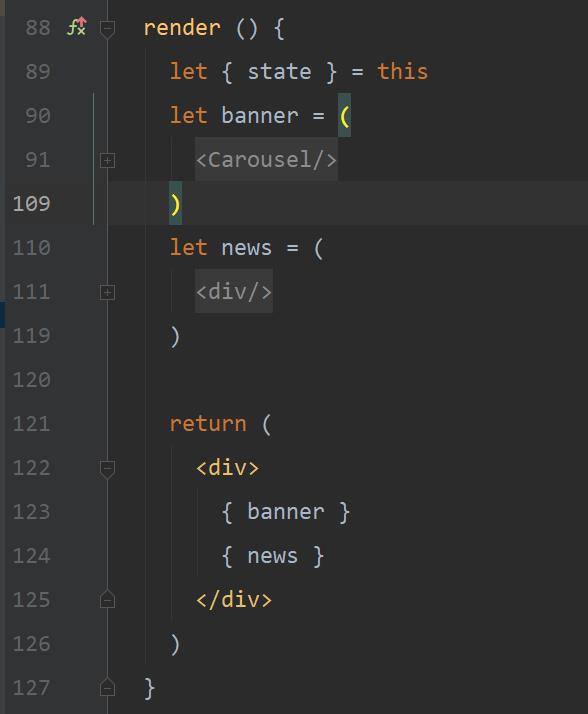 88 render () {
89 let { state } = this
90 let banner = (
91 <Carousel/>
109 )
110 let news = (
111 <div/>
119 )
120
121 return (
122 <div>
123 { banner }
124 { news }
125 </div>
126 )
127 }